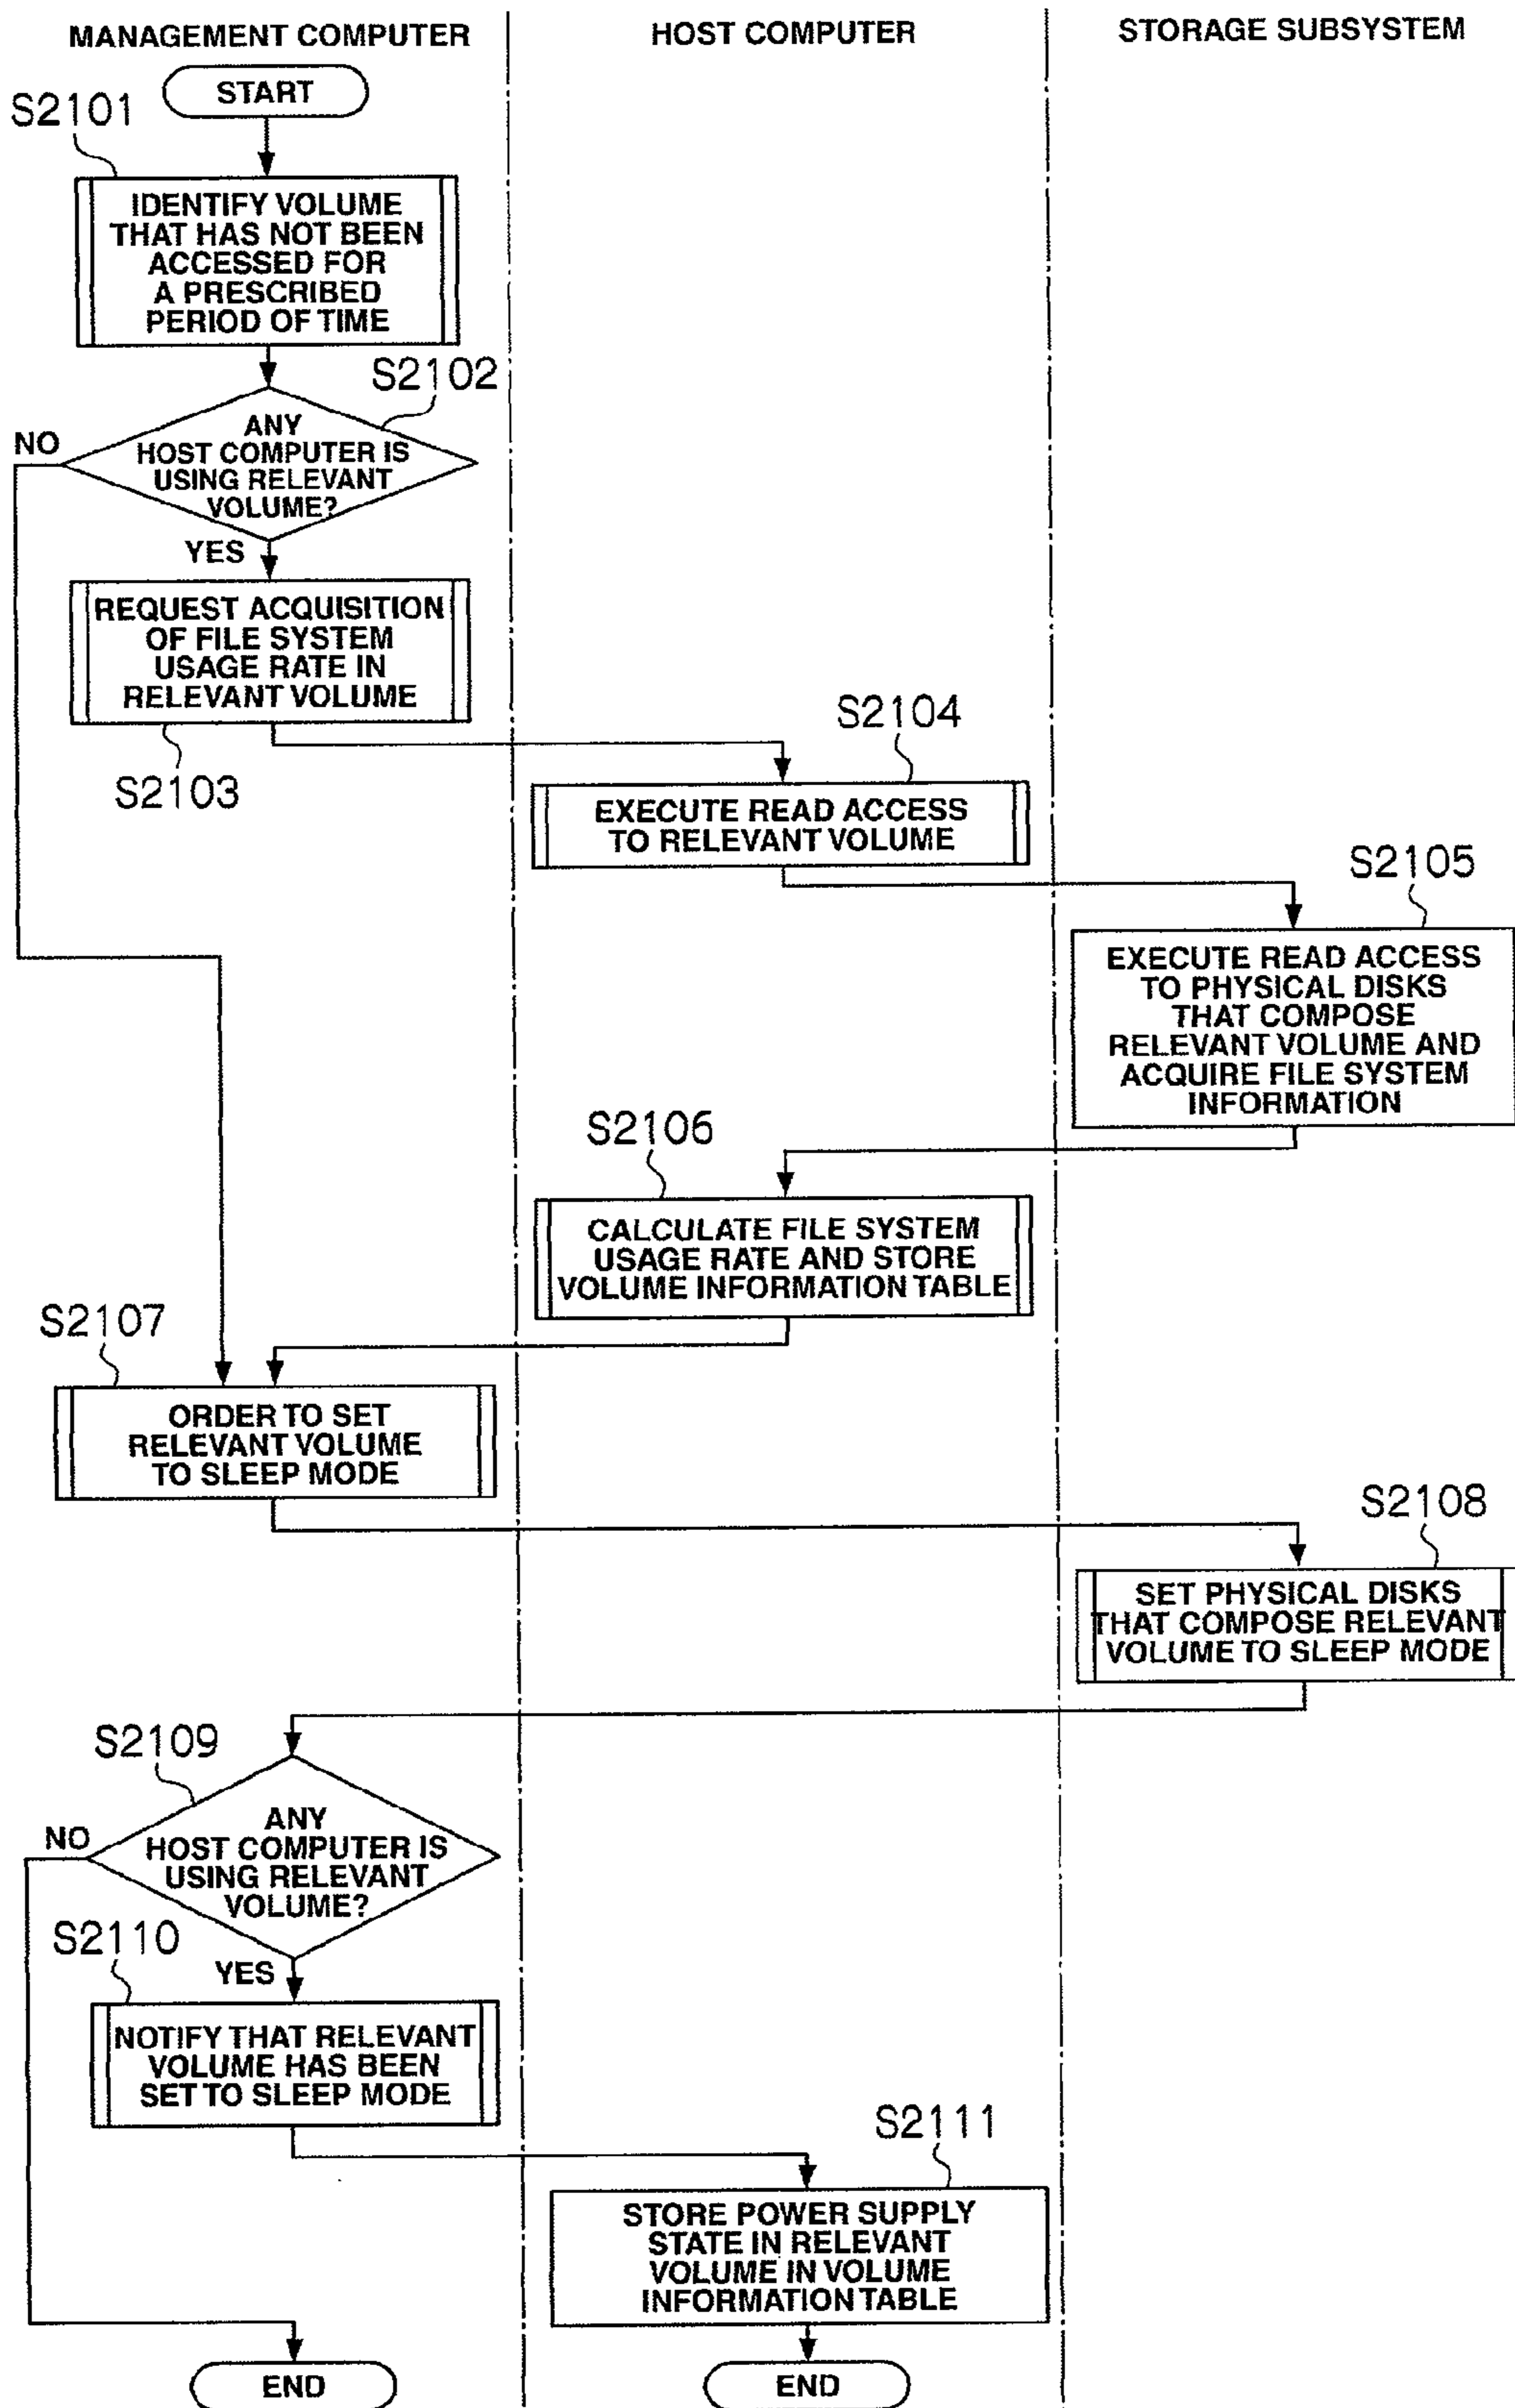 MANAGEMENT COMPUTER
HOST COMPUTER
STORAGE SUBSYSTEM
START
S2101
IDENTIFY VOLUME
THAT HAS NOT BEEN
ACCESSED FOR
A PRESCRIBED
PERIOD OF TIME
S2102
ANY
HOST COMPUTER IS
USING RELEVANT
VOLUME?
NO
YES
REQUEST ACQUISITION
OF FILE SYSTEM
USAGE RATE IN
RELEVANT VOLUME
S2103
S2104
EXECUTE READ ACCESS
TO RELEVANT VOLUME
S2105
EXECUTE READ ACCESS
TO PHYSICAL DISKS
THAT COMPOSE
RELEVANT VOLUME AND
ACQUIRE FILE SYSTEM
INFORMATION
S2106
CALCULATE FILE SYSTEM
USAGE RATE AND STORE
VOLUME INFORMATION TABLE
S2107
ORDER TO SET
RELEVANT VOLUME
TO SLEEP MODE
S2108
SET PHYSICAL DISKS
THAT COMPOSE RELEVANT
VOLUME TO SLEEP MODE
S2109
ANY
HOST COMPUTER IS
USING RELEVANT
VOLUME?
NO
YES
S2110
NOTIFY THAT RELEVANT
VOLUME HAS BEEN
SET TO SLEEP MODE
S2111
STORE POWER SUPPLY
STATE IN RELEVANT
VOLUME IN VOLUME
INFORMATION TABLE
END
END